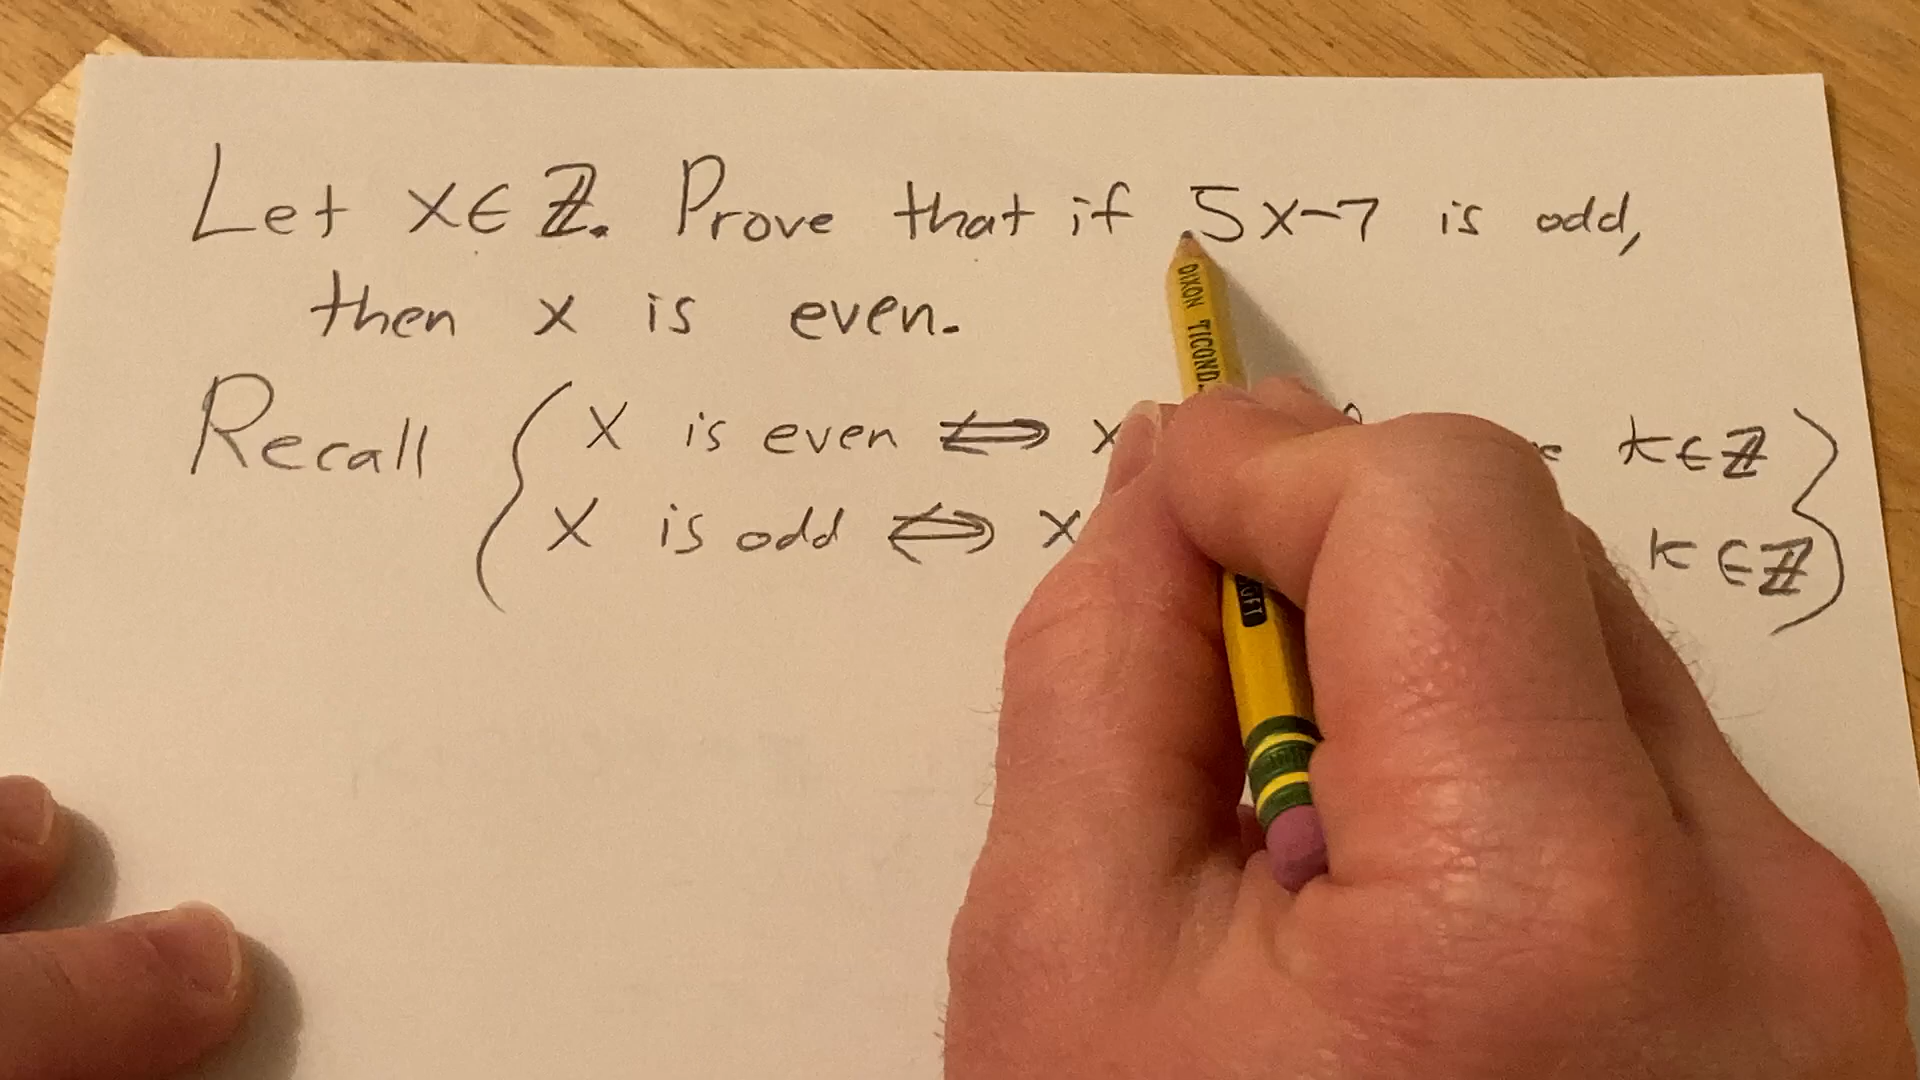 Let x∈ℤ. Prove that if 5x-7 is odd,
then x is even.
Recall { x is even ⟺ x k∈ℤ }
x is odd ⟺ x k∈ℤ
DIXON TICOND